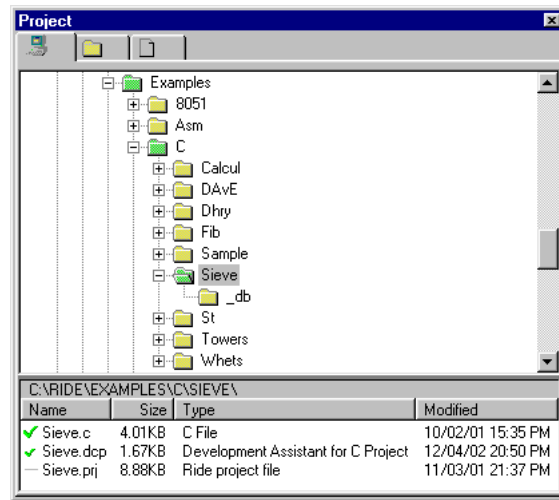 Project
Examples
8051
Asm
C
Calcul
DAvE
Dhry
Fib
Sample
Sieve
_db
St
Towers
Whets
C:\RIDE\EXAMPLES\C\SIEVE\
Name Size Type Modified
Sieve.c 4.01KB C File 10/02/01 15:35 PM
Sieve.dcp 1.67KB Development Assistant for C Project 12/04/02 20:50 PM
Sieve.prj 8.88KB Ride project file 11/03/01 21:37 PM